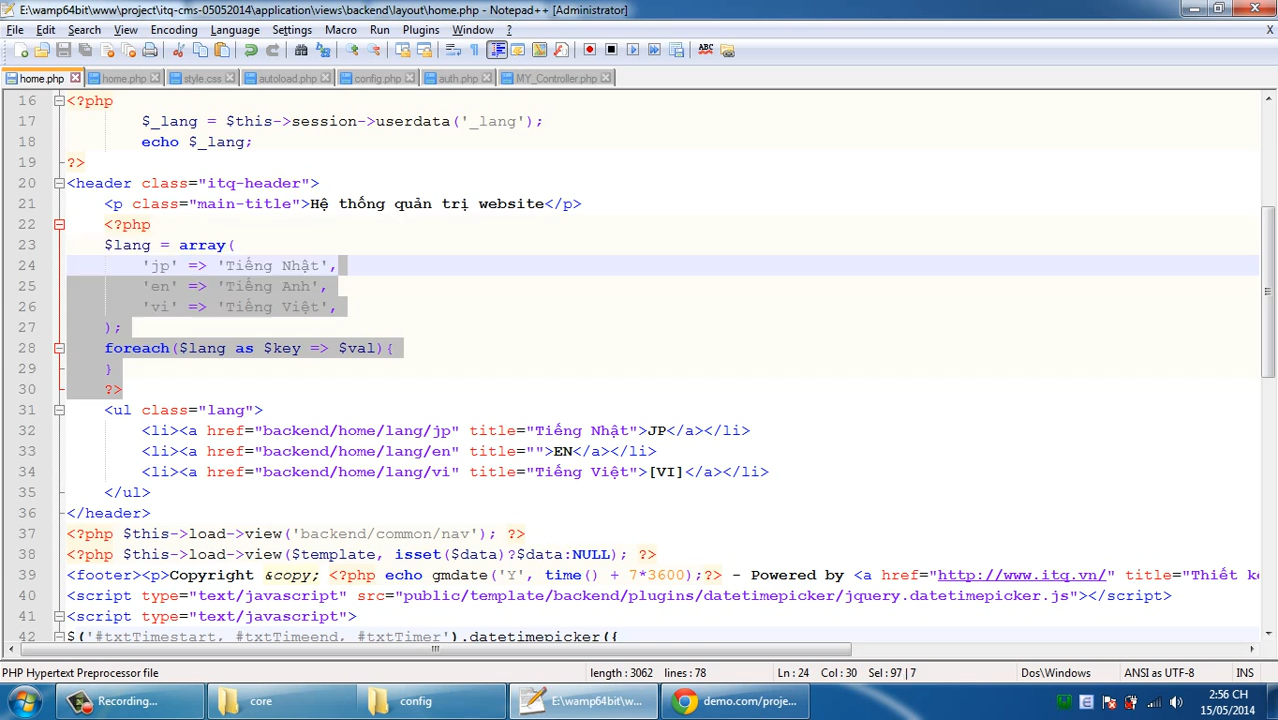 E:\wamp64bit\www\project\itq-cms-05052014\application\views\backend\layout\home.php - Notepad++ [Administrator]
File Edit Search View Encoding Language Settings Macro Run Plugins Window ? X
home.php home.php style.css autoload.php config.php auth.php MY_Controller.php
16 <?php
17 $_lang = $this->session->userdata('_lang');
18 echo $_lang;
19 ?>
20 <header class="itq-header">
21 <p class="main-title">Hệ thống quản trị website</p>
22 <?php
23 $lang = array(
24 'jp' => 'Tiếng Nhật',
25 'en' => 'Tiếng Anh',
26 'vi' => 'Tiếng Việt',
27 );
28 foreach($lang as $key => $val){
29 }
30 ?>
31 <ul class="lang">
32 <li><a href="backend/home/lang/jp" title="Tiếng Nhật">JP</a></li>
33 <li><a href="backend/home/lang/en" title="">EN</a></li>
34 <li><a href="backend/home/lang/vi" title="Tiếng Việt">[VI]</a></li>
35 </ul>
36 </header>
37 <?php $this->load->view('backend/common/nav'); ?>
38 <?php $this->load->view($template, isset($data)?$data:NULL); ?>
39 <footer><p>Copyright &copy; <?php echo gmdate('Y', time() + 7*3600);?> - Powered by <a href="http://www.itq.vn/" title="Thiết k
40 <script type="text/javascript" src="public/template/backend/plugins/datetimepicker/jquery.datetimepicker.js"></script>
41 <script type="text/javascript">
42 $('#txtTimestart, #txtTimeend, #txtTimer').datetimepicker({
PHP Hypertext Preprocessor file length : 3062 lines : 78 Ln : 24 Col : 30 Sel : 97 | 7 Dos\Windows ANSI as UTF-8 INS
Recording... core config E:\wamp64bit\w... demo.com/proje... 2:56 CH
15/05/2014